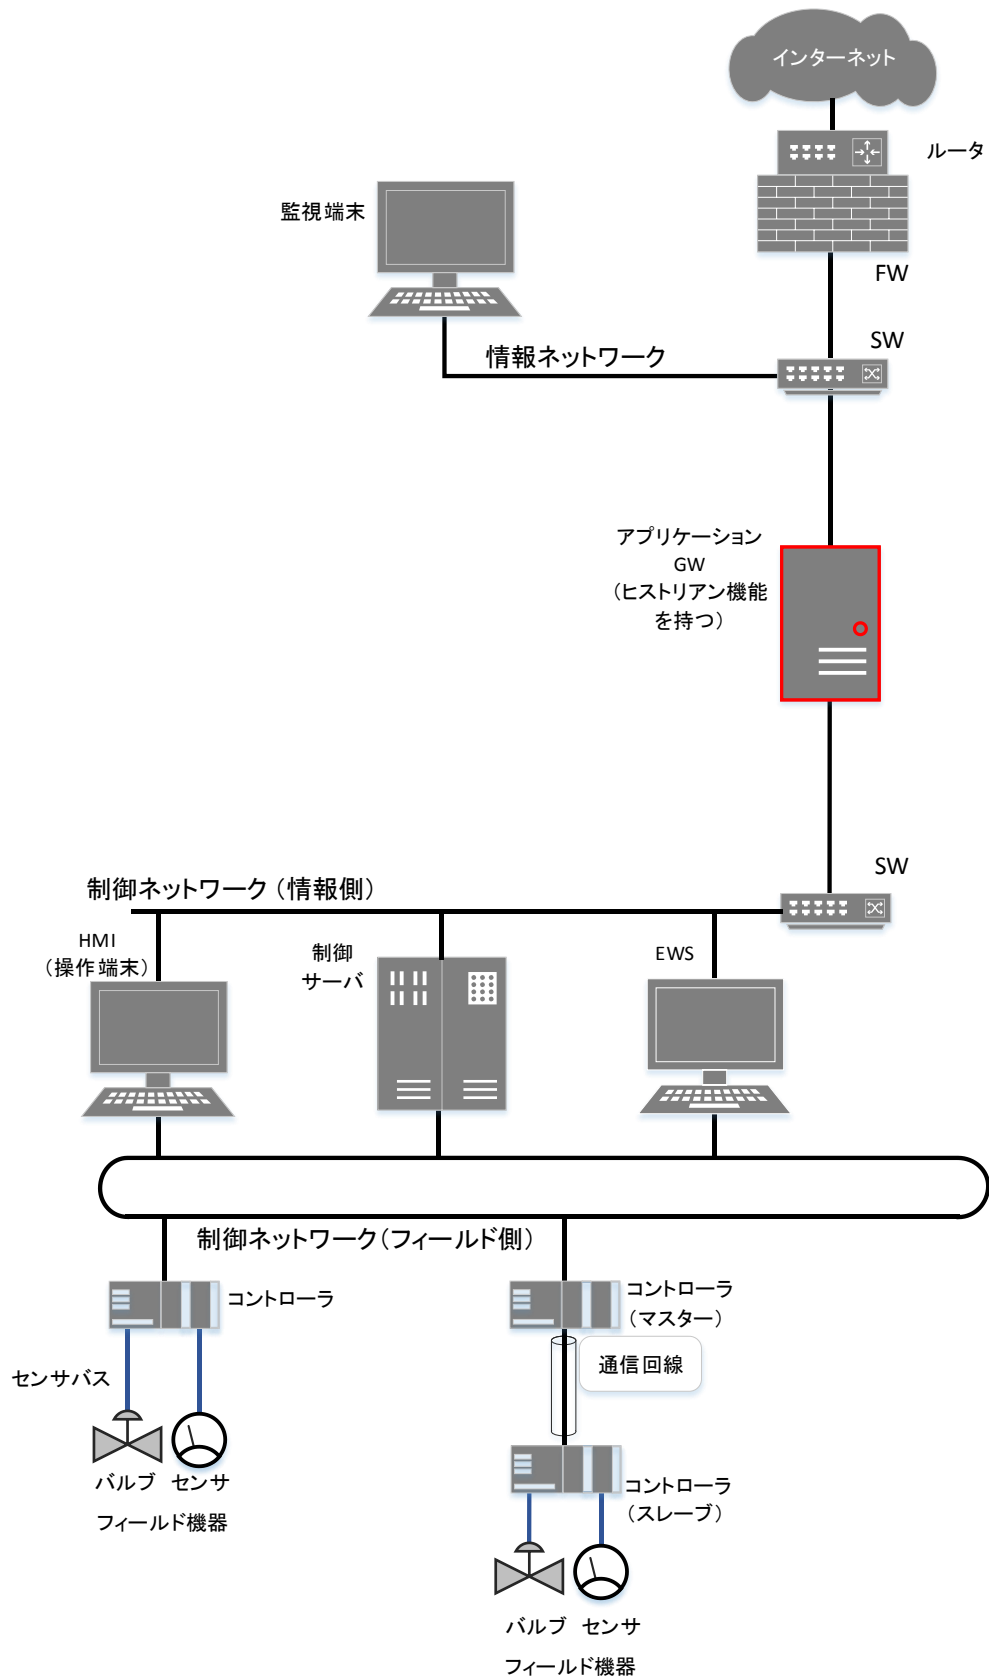 インターネット
ルータ
監視端末
FW
SW
情報ネットワーク
アプリケーション
GW
（ヒストリアン機能
を持つ）
SW
制御ネットワーク（情報側）
HMI
（操作端末）
制御
サーバ
EWS
制御ネットワーク（フィールド側）
コントローラ
コントローラ
（マスター）
通信回線
センサバス
バルブ センサ
フィールド機器
コントローラ
（スレーブ）
バルブ センサ
フィールド機器